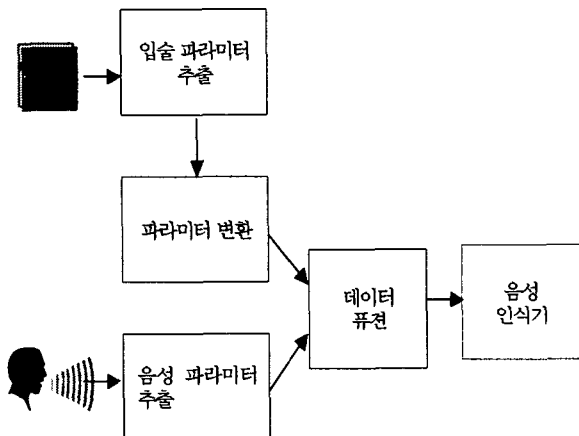 입술 파라미터
추출
파라미터 변환
데이터
퓨젼
음성
인식기
음성 파라미터
추출